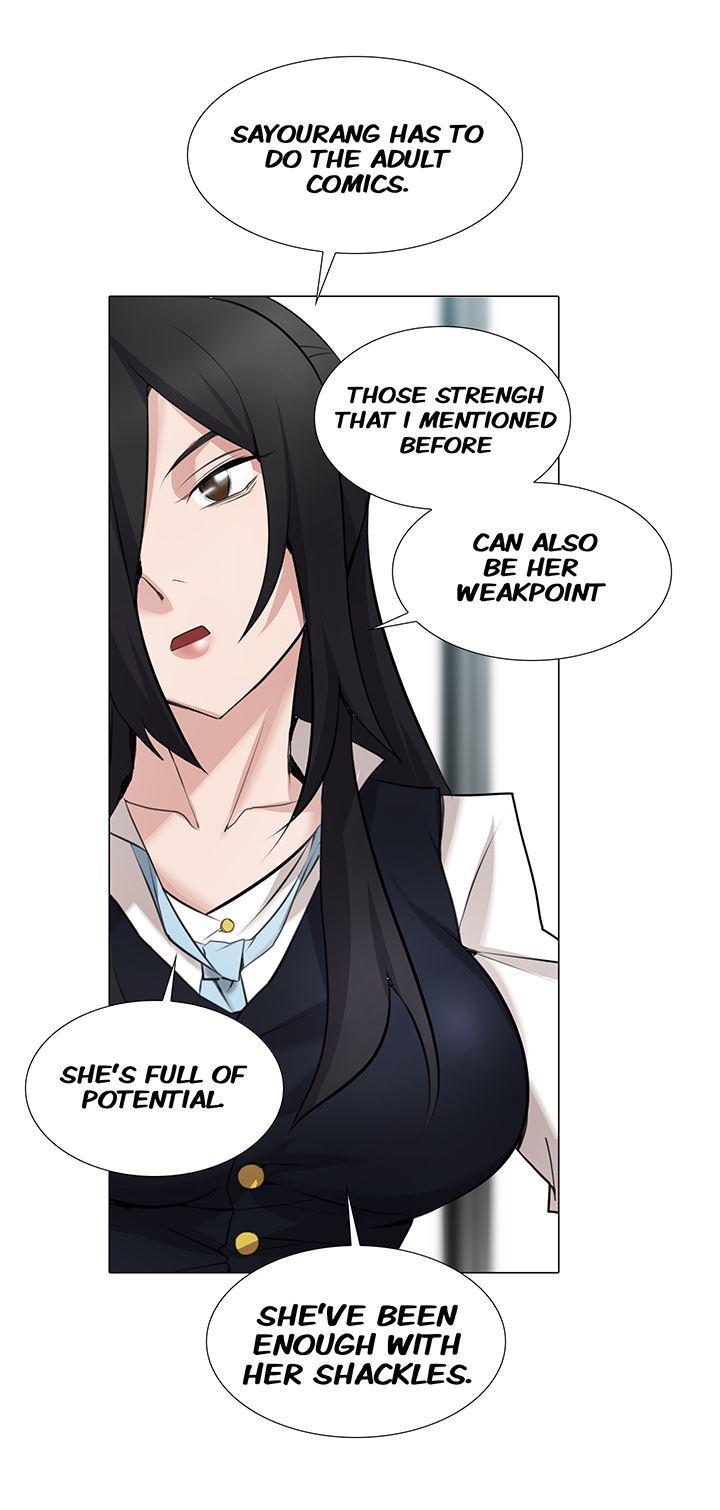 SAYOURANG HAS TO
DO THE ADULT
COMICS.
THOSE STRENGH
THAT I MENTIONED
BEFORE
CAN ALSO
BE HER
WEAKPOINT
SHE'S FULL OF
POTENTIAL.
SHE'VE BEEN
ENOUGH WITH
HER SHACKLES.